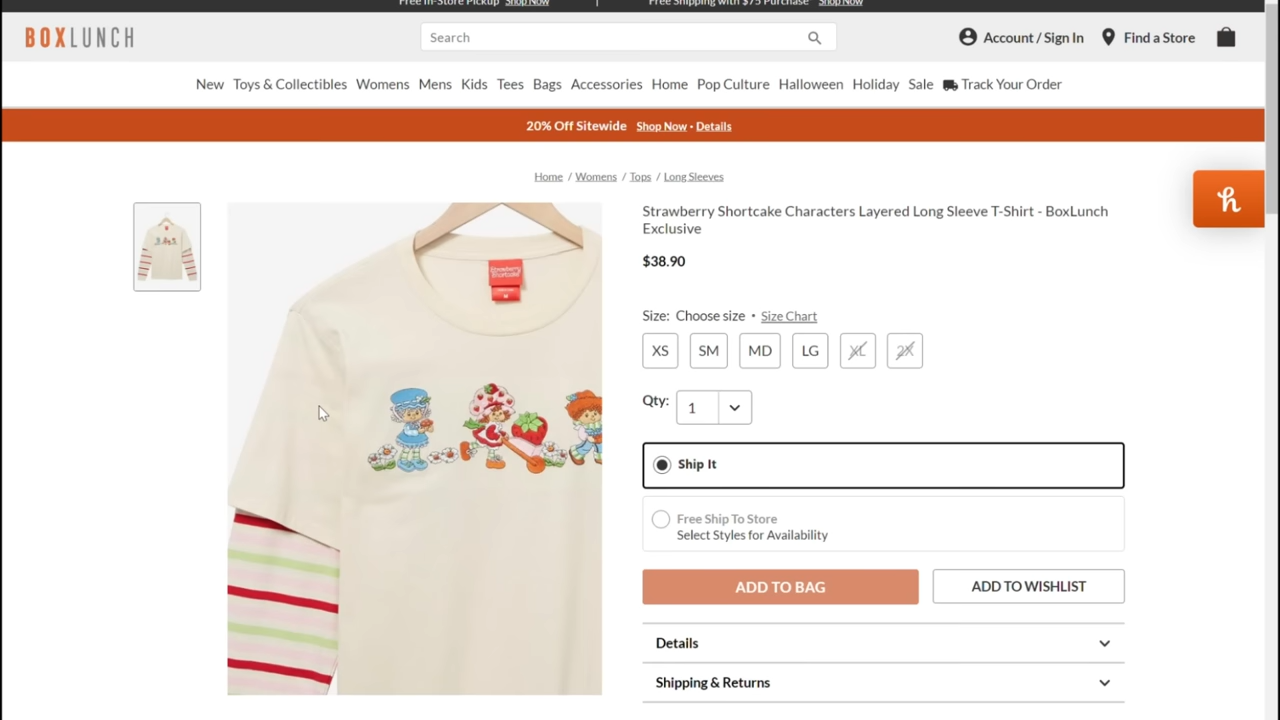 Free In-Store Pickup Shop Now | Free Shipping with $75 Purchase Shop Now
BOXLUNCH
Search
Account / Sign In
Find a Store
New Toys & Collectibles Womens Mens Kids Tees Bags Accessories Home Pop Culture Halloween Holiday Sale Track Your Order
20% Off Sitewide Shop Now • Details
Home / Womens / Tops / Long Sleeves
h
Strawberry Shortcake Characters Layered Long Sleeve T-Shirt - BoxLunch
Exclusive
$38.90
Strawberry
Shortcake
M
Size: Choose size • Size Chart
XS SM MD LG XL 2X
Qty: 1
Ship It
Free Ship To Store
Select Styles for Availability
ADD TO BAG
ADD TO WISHLIST
Details
Shipping & Returns